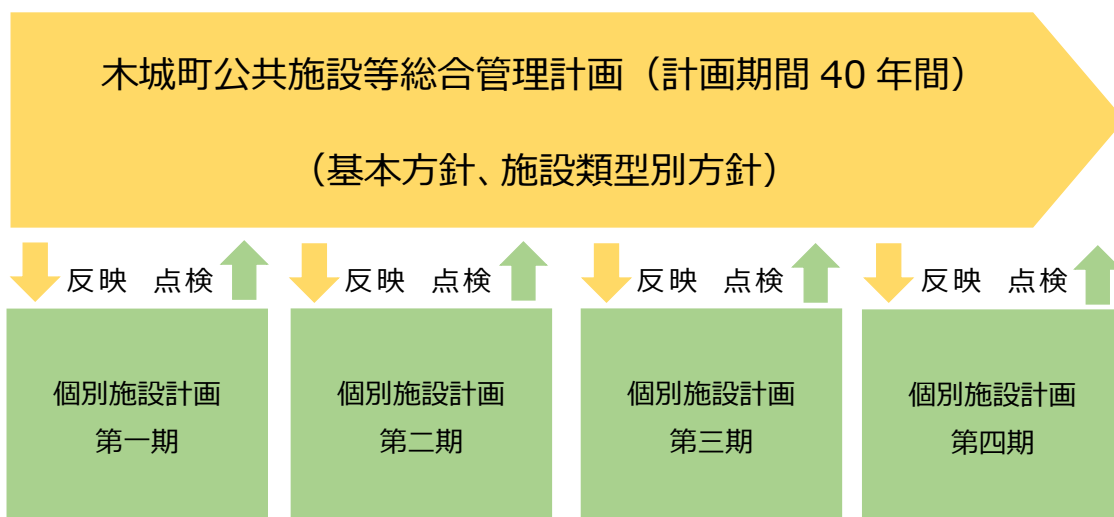 木城町公共施設等総合管理計画（計画期間 40 年間）
（基本方針、施設類型別方針）
反映 点検
反映 点検
反映 点検
反映 点検
個別施設計画
第一期
個別施設計画
第二期
個別施設計画
第三期
個別施設計画
第四期